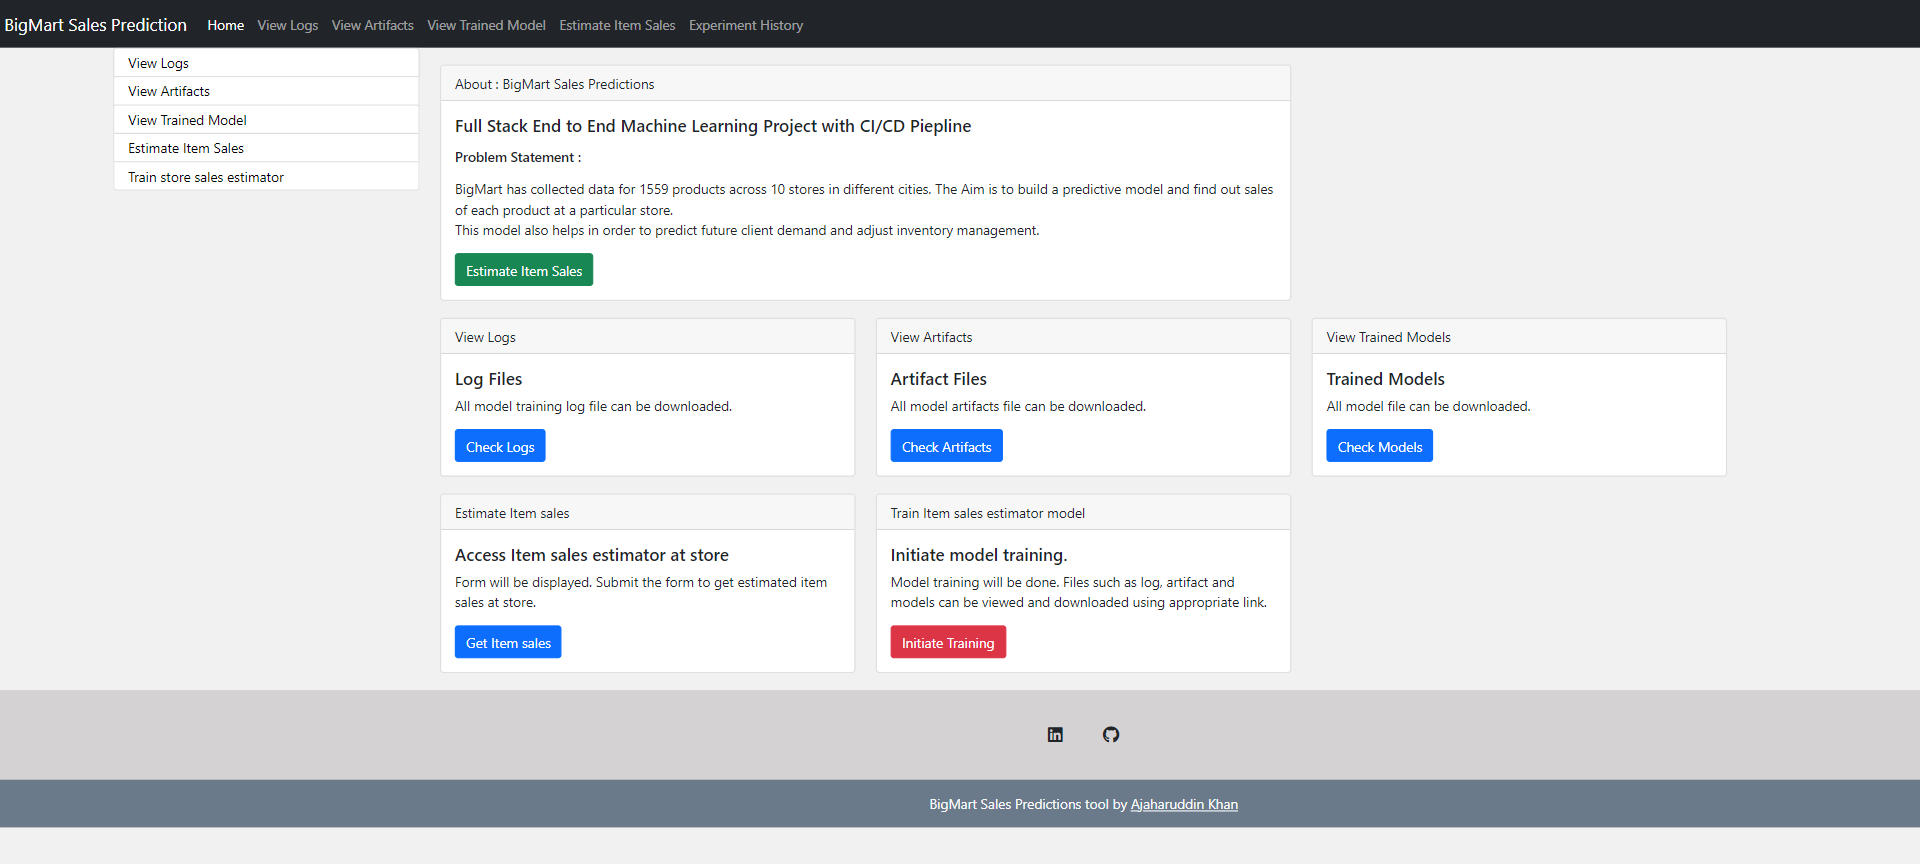 BigMart Sales Prediction Home View Logs View Artifacts View Trained Model Estimate Item Sales Experiment History
View Logs
View Artifacts
View Trained Model
Estimate Item Sales
Train store sales estimator
About : BigMart Sales Predictions
Full Stack End to End Machine Learning Project with CI/CD Piepline
Problem Statement :
BigMart has collected data for 1559 products across 10 stores in different cities. The Aim is to build a predictive model and find out sales
of each product at a particular store.
This model also helps in order to predict future client demand and adjust inventory management.
Estimate Item Sales
View Logs
Log Files
All model training log file can be downloaded.
Check Logs
View Artifacts
Artifact Files
All model artifacts file can be downloaded.
Check Artifacts
View Trained Models
Trained Models
All model file can be downloaded.
Check Models
Estimate Item sales
Access Item sales estimator at store
Form will be displayed. Submit the form to get estimated item
sales at store.
Get Item sales
Train Item sales estimator model
Initiate model training.
Model training will be done. Files such as log, artifact and
models can be viewed and downloaded using appropriate link.
Initiate Training
in
BigMart Sales Predictions tool by Ajaharuddin Khan